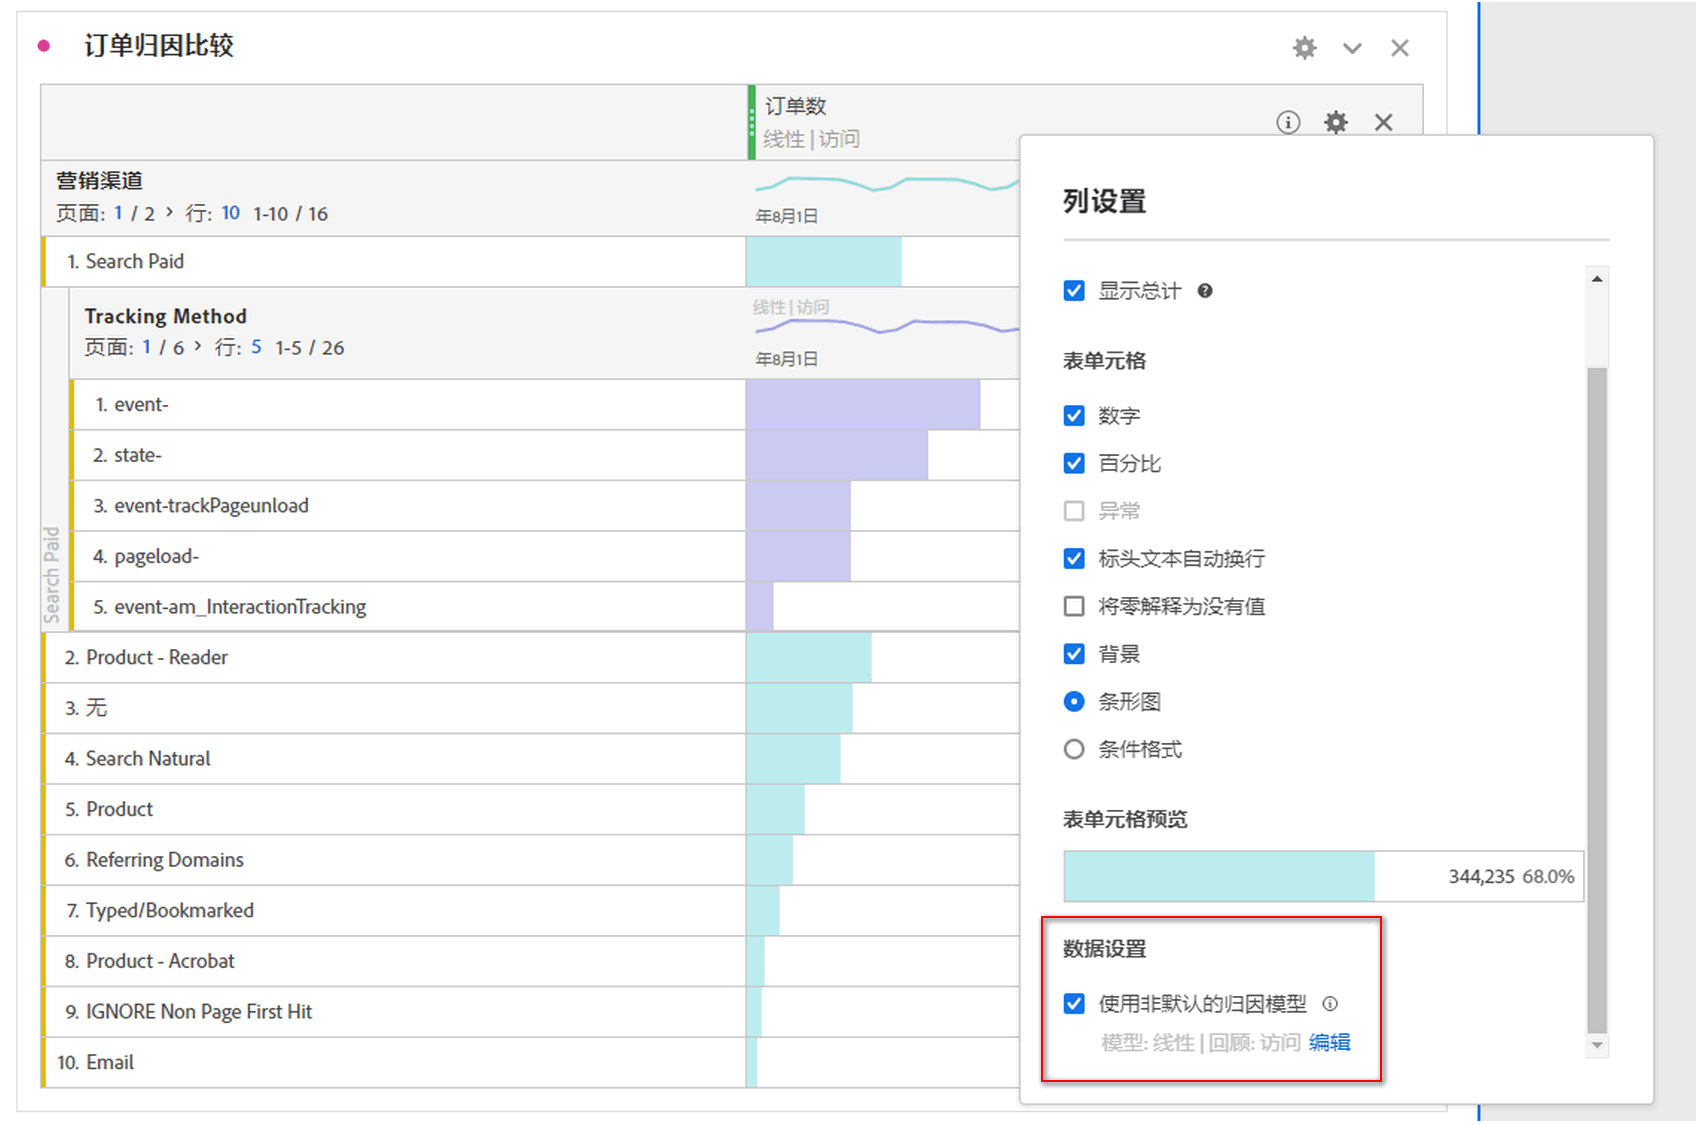 订单归因比较
订单数
线性 | 访问
营销渠道
页面: 1 / 2 > 行: 10 1-10 / 16
年8月1日
1. Search Paid
Tracking Method
页面: 1 / 6 > 行: 5 1-5 / 26
线性 | 访问
年8月1日
Search Paid
1. event-
2. state-
3. event-trackPageunload
4. pageload-
5. event-am_InteractionTracking
2. Product - Reader
3. 无
4. Search Natural
5. Product
6. Referring Domains
7. Typed/Bookmarked
8. Product - Acrobat
9. IGNORE Non Page First Hit
10. Email
列设置
显示总计
表单元格
数字
百分比
异常
标头文本自动换行
将零解释为没有值
背景
条形图
条件格式
表单元格预览
344,235 68.0%
数据设置
使用非默认的归因模型
模型: 线性 | 回顾: 访问 编辑